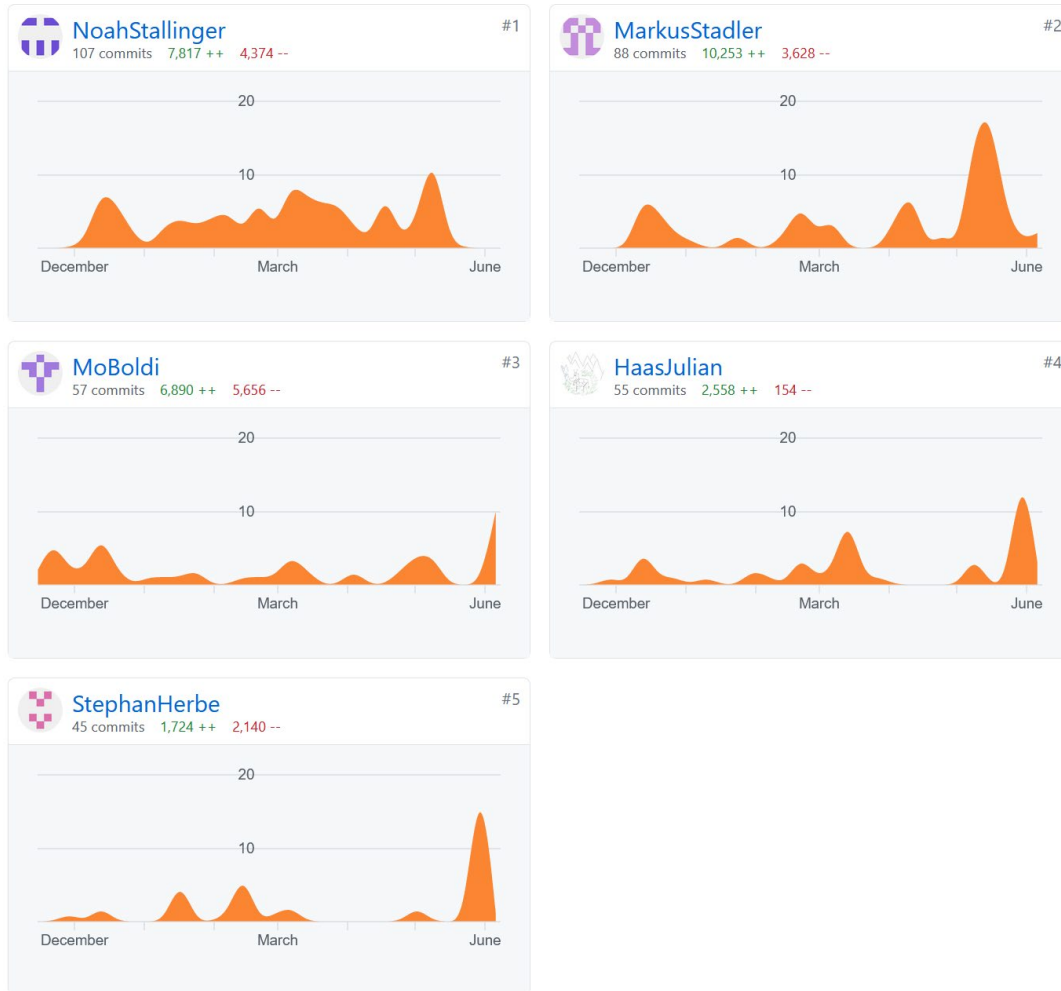 NoahStallinger #1
107 commits 7,817 ++ 4,374 --
20
10
December March June
MarkusStadler #2
88 commits 10,253 ++ 3,628 --
20
10
December March June
MoBoldi #3
57 commits 6,890 ++ 5,656 --
20
10
December March June
HaasJulian #4
55 commits 2,558 ++ 154 --
20
10
December March June
StephanHerbe #5
45 commits 1,724 ++ 2,140 --
20
10
December March June